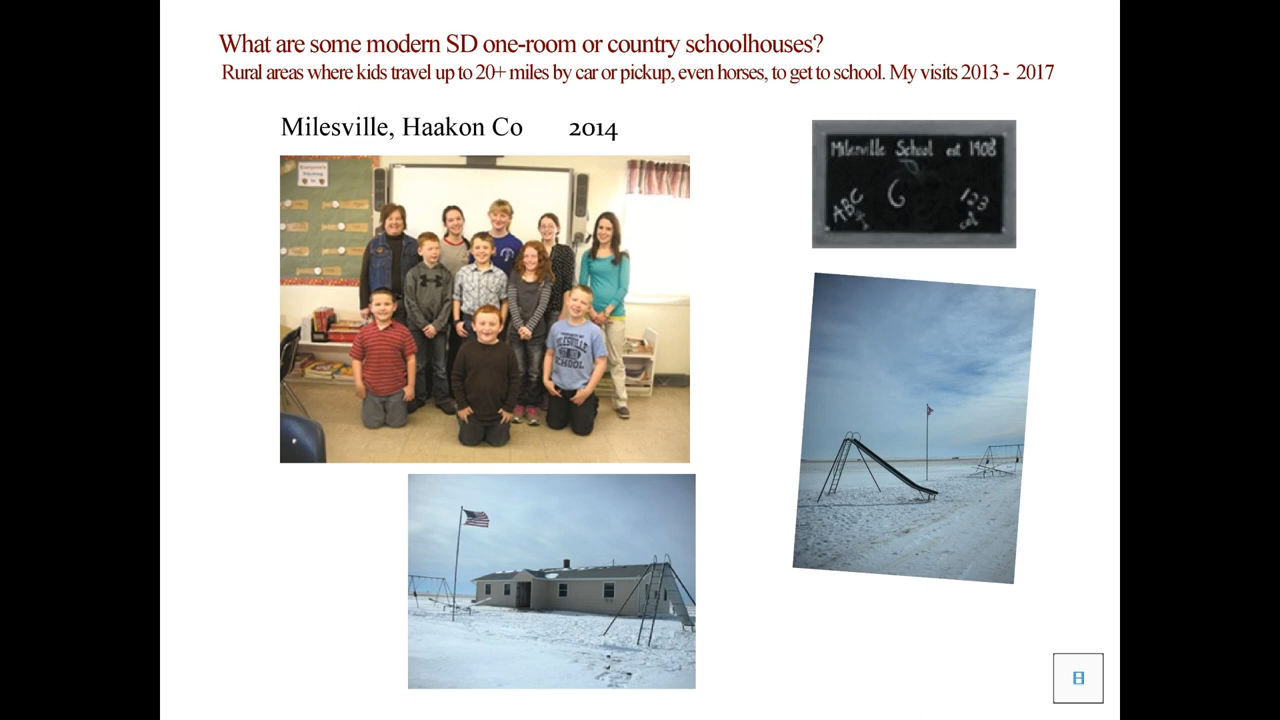 What are some modern SD one-room or country schoolhouses?
Rural areas where kids travel up to 20+ miles by car or pickup, even horses, to get to school. My visits 2013 - 2017
Milesville, Haakon Co 2014
Milesville School est 1908
ABC
123
SCHOOL